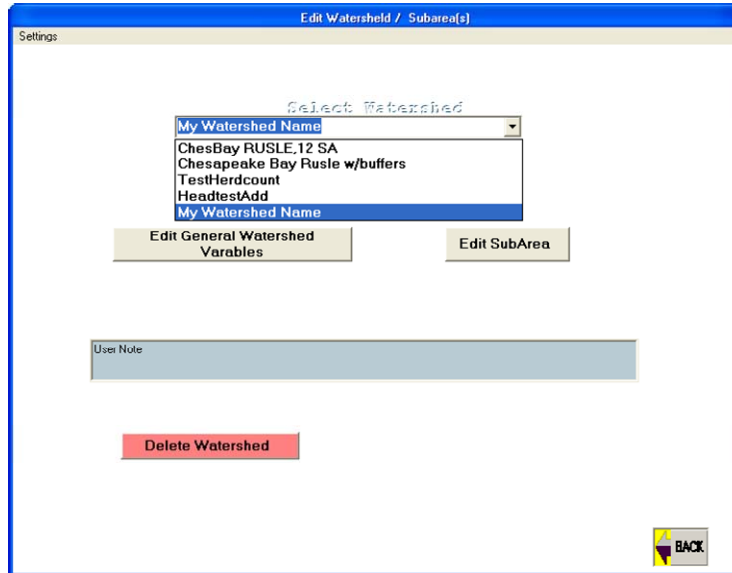 Edit Watersheld / Subarea(s)
Settings
Select Watershed
My Watershed Name
ChesBay RUSLE,12 SA
Chesapeake Bay Rusle w/buffers
TestHerdcount
HeadtestAdd
My Watershed Name
Edit General Watershed
Varables
Edit SubArea
User Note
Delete Watershed
BACK